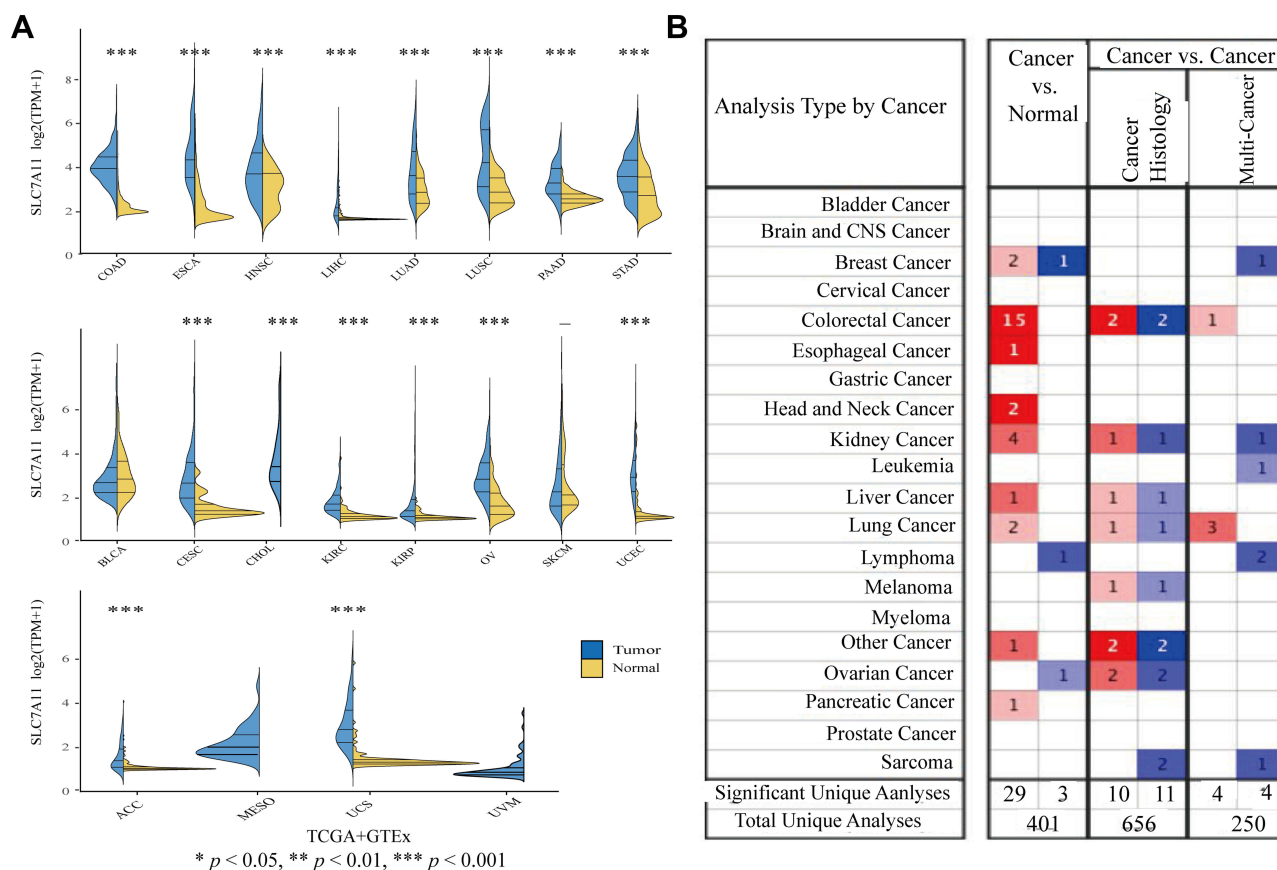 A
SLC7A11 log2(TPM+1)
8
6
4
2
0
*** *** *** *** *** *** *** ***
COAD ESCA HNSC LIHC LUAD LUSC PAAD STAD
SLC7A11 log2(TPM+1)
6
4
2
0
*** *** *** *** *** – ***
BLCA CESC CHOL KIRC KIRP OV SKCM UCEC
SLC7A11 log2(TPM+1)
6
4
2
0
*** ***
Tumor
Normal
ACC MESO UCS UVM
TCGA+GTEx
* p < 0.05, ** p < 0.01, *** p < 0.001
B
Analysis Type by Cancer
Cancer
vs.
Normal
Cancer vs. Cancer
Cancer
Histology
Multi-Cancer
Bladder Cancer
Brain and CNS Cancer
Breast Cancer 2 1 1
Cervical Cancer
Colorectal Cancer 15 2 2 1
Esophageal Cancer 1
Gastric Cancer
Head and Neck Cancer 2
Kidney Cancer 4 1 1 1
Leukemia 1
Liver Cancer 1 1 1
Lung Cancer 2 1 1 3
Lymphoma 1 2
Melanoma 1 1
Myeloma
Other Cancer 1 2 2
Ovarian Cancer 1 2 2
Pancreatic Cancer 1
Prostate Cancer
Sarcoma 2 1
Significant Unique Aanlyses 29 3 10 11 4 4
Total Unique Analyses 401 656 250